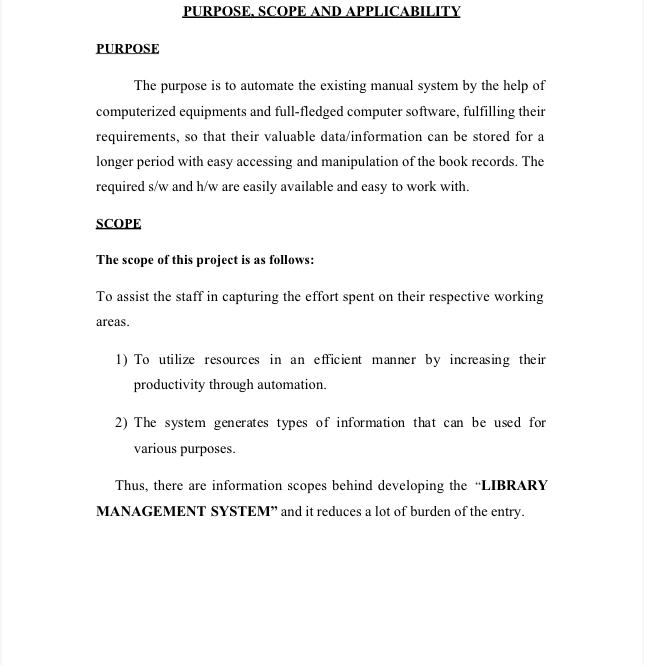 PURPOSE, SCOPE AND APPLICABILITY
PURPOSE
The purpose is to automate the existing manual system by the help of
computerized equipments and full-fledged computer software, fulfilling their
requirements, so that their valuable data/information can be stored for a
longer period with easy accessing and manipulation of the book records. The
required s/w and h/w are easily available and easy to work with.
SCOPE
The scope of this project is as follows:
To assist the staff in capturing the effort spent on their respective working
areas.
1) To utilize resources in an efficient manner by increasing their
productivity through automation.
2) The system generates types of information that can be used for
various purposes.
Thus, there are information scopes behind developing the “LIBRARY
MANAGEMENT SYSTEM” and it reduces a lot of burden of the entry.